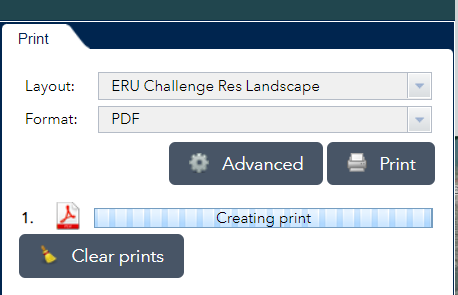 Print
Layout: ERU Challenge Res Landscape
Format: PDF
Advanced Print
1. Creating print
Clear prints